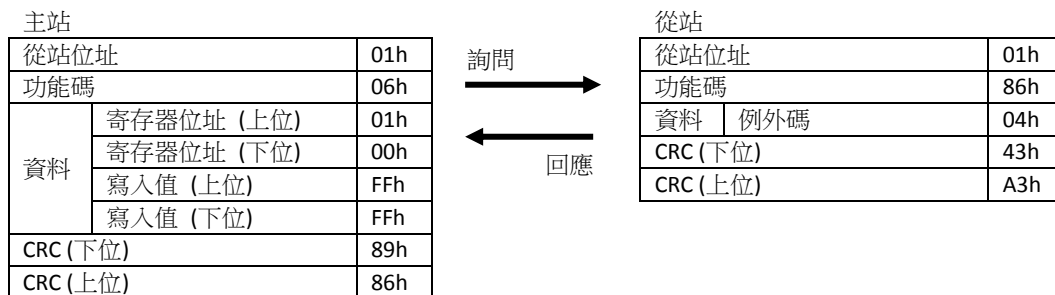 主站
從站位址 01h
功能碼 06h
資料
寄存器位址 (上位) 01h
寄存器位址 (下位) 00h
寫入值 (上位) FFh
寫入值 (下位) FFh
CRC (下位) 89h
CRC (上位) 86h
詢問
回應
從站
從站位址 01h
功能碼 86h
資料 例外碼 04h
CRC (下位) 43h
CRC (上位) A3h